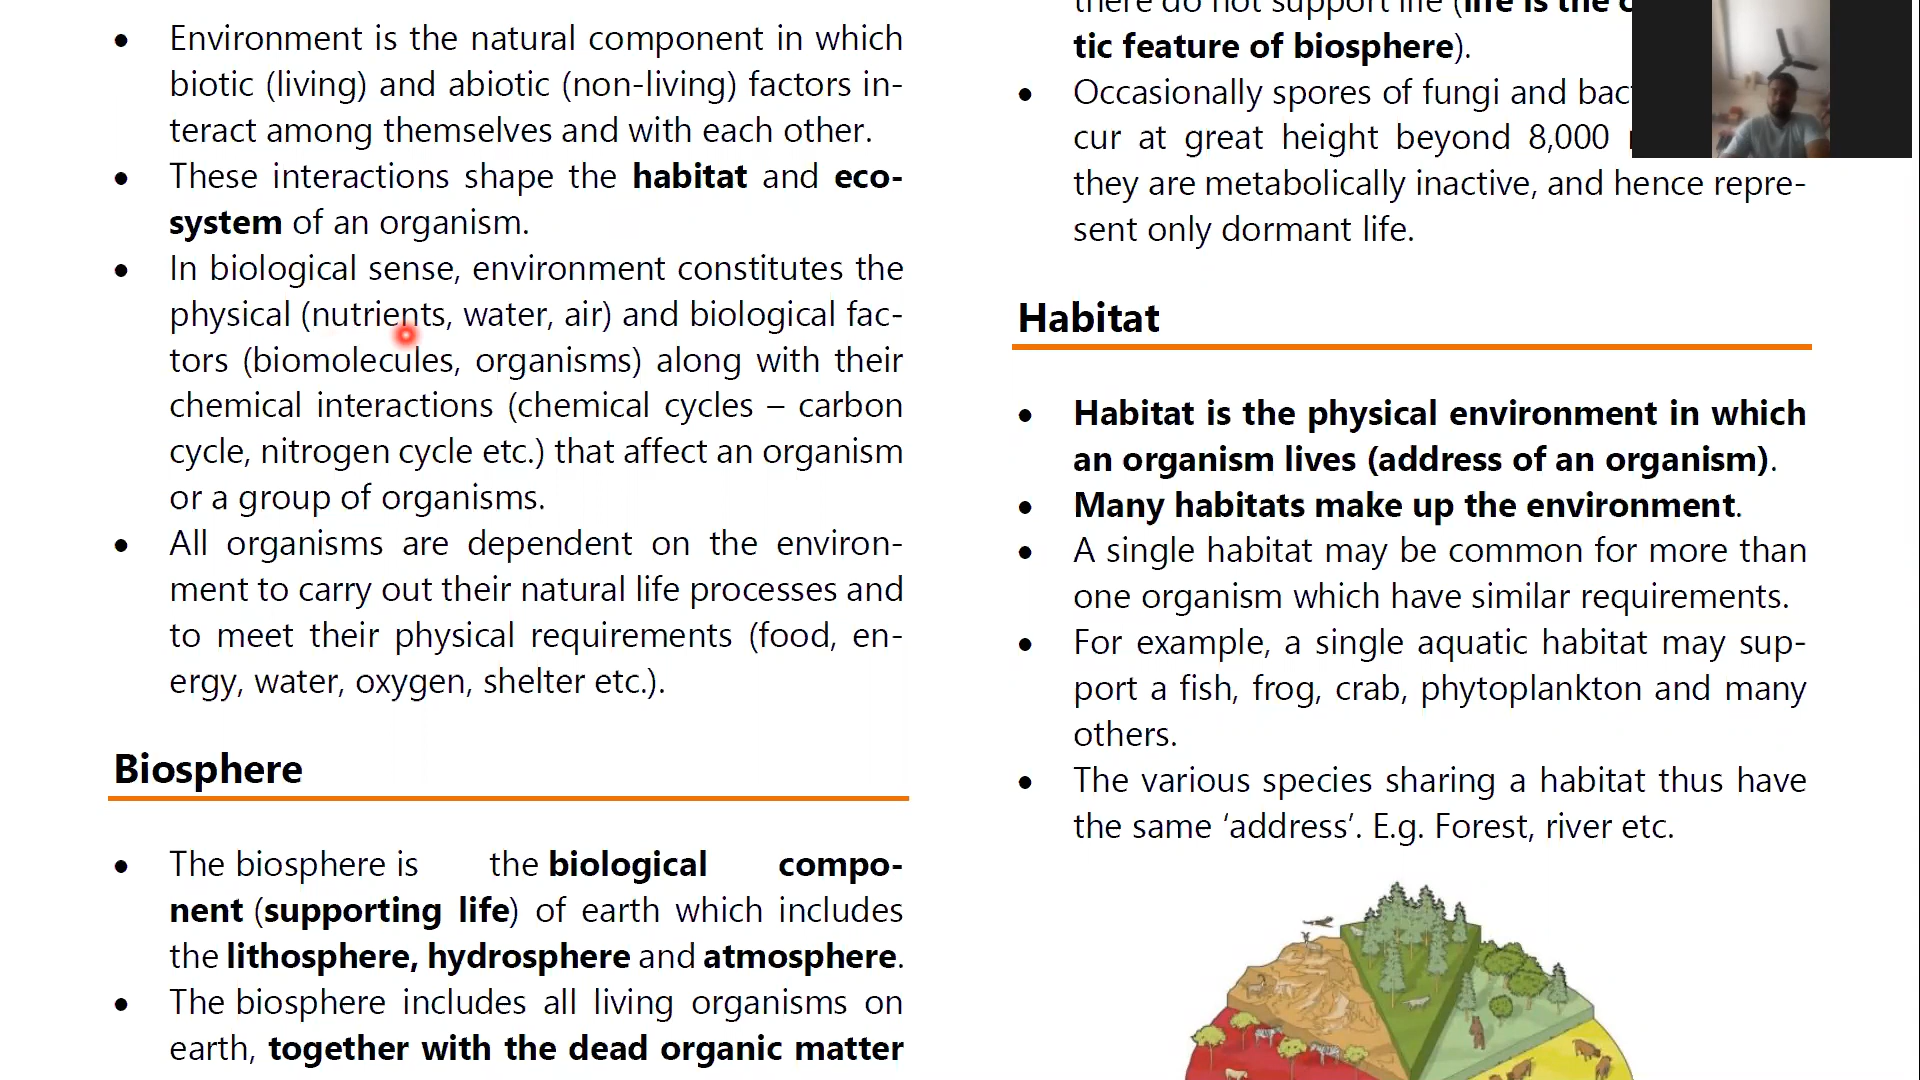 Environment is the natural component in which
biotic (living) and abiotic (non-living) factors in-
teract among themselves and with each other.
These interactions shape the habitat and eco-
system of an organism.
In biological sense, environment constitutes the
physical (nutrients, water, air) and biological fac-
tors (biomolecules, organisms) along with their
chemical interactions (chemical cycles – carbon
cycle, nitrogen cycle etc.) that affect an organism
or a group of organisms.
All organisms are dependent on the environ-
ment to carry out their natural life processes and
to meet their physical requirements (food, en-
ergy, water, oxygen, shelter etc.).
Biosphere
The biosphere is the biological compo-
nent (supporting life) of earth which includes
the lithosphere, hydrosphere and atmosphere.
The biosphere includes all living organisms on
earth, together with the dead organic matter
there do not support life (life is the
tic feature of biosphere).
Occasionally spores of fungi and
cur at great height beyond 8,000
they are metabolically inactive, and hence repre-
sent only dormant life.
Habitat
Habitat is the physical environment in which
an organism lives (address of an organism).
Many habitats make up the environment.
A single habitat may be common for more than
one organism which have similar requirements.
For example, a single aquatic habitat may sup-
port a fish, frog, crab, phytoplankton and many
others.
The various species sharing a habitat thus have
the same ‘address’. E.g. Forest, river etc.